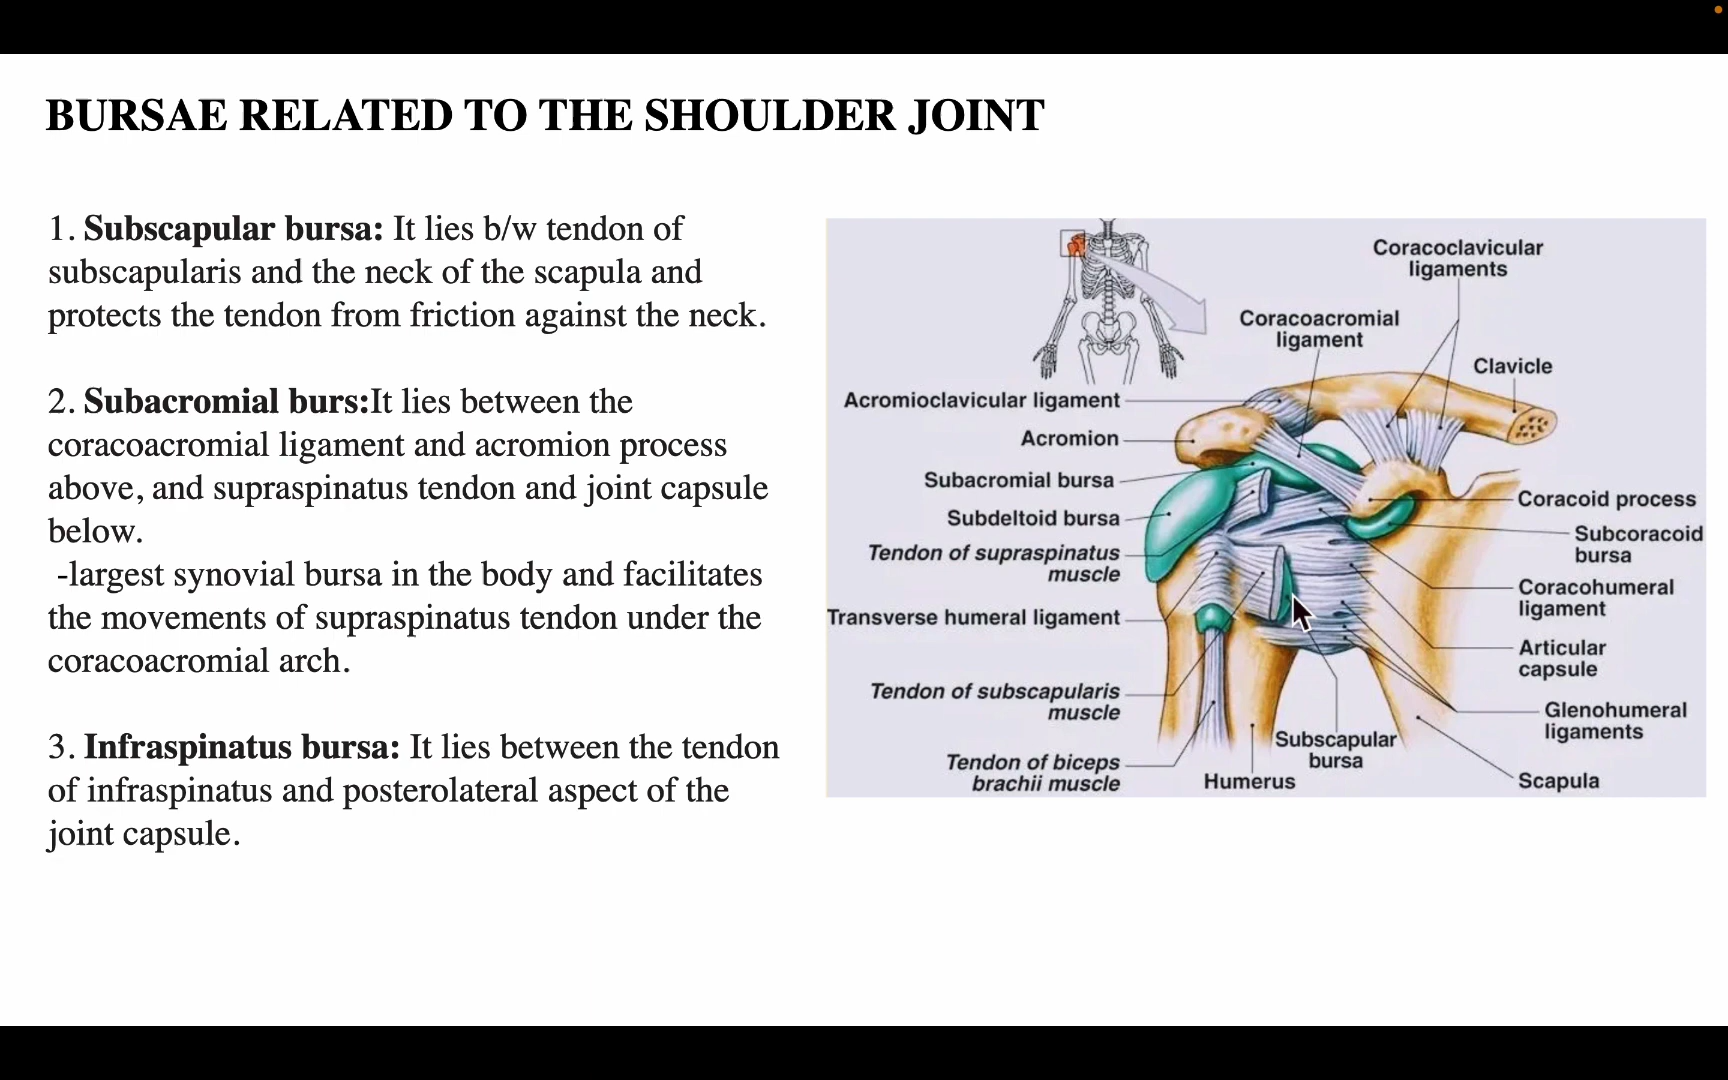 BURSAE RELATED TO THE SHOULDER JOINT
1. Subscapular bursa: It lies b/w tendon of
subscapularis and the neck of the scapula and
protects the tendon from friction against the neck.
2. Subacromial burs:It lies between the
coracoacromial ligament and acromion process
above, and supraspinatus tendon and joint capsule
below.
-largest synovial bursa in the body and facilitates
the movements of supraspinatus tendon under the
coracoacromial arch.
3. Infraspinatus bursa: It lies between the tendon
of infraspinatus and posterolateral aspect of the
joint capsule.
Coracoclavicular
ligaments
Coracoacromial
ligament
Clavicle
Acromioclavicular ligament
Acromion
Subacromial bursa
Subdeltoid bursa
Tendon of supraspinatus
muscle
Transverse humeral ligament
Tendon of subscapularis
muscle
Tendon of biceps
brachii muscle
Humerus
Subscapular
bursa
Coracoid process
Subcoracoid
bursa
Coracohumeral
ligament
Articular
capsule
Glenohumeral
ligaments
Scapula